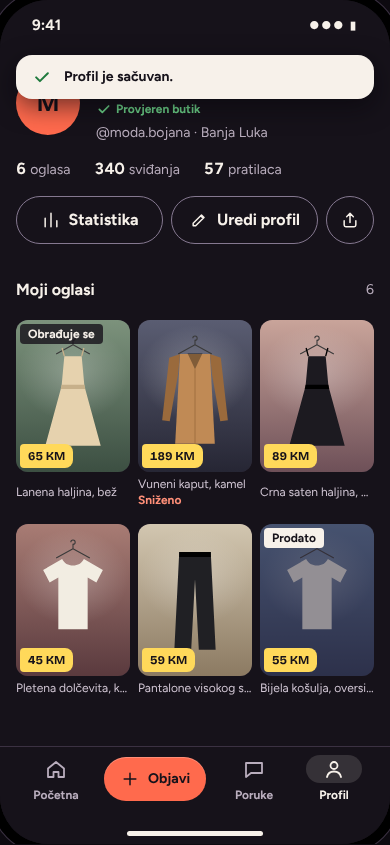 9:41
Profil je sačuvan.
M
Provjeren butik
@moda.bojana · Banja Luka
6 oglasa 340 sviđanja 57 pratilaca
Statistika Uredi profil
Moji oglasi 6
Obrađuje se
65 KM 189 KM 89 KM
Lanena haljina, bež Vuneni kaput, kamel Crna saten haljina, ...
Sniženo
Prodato
45 KM 59 KM 55 KM
Pletena dolčevita, k... Pantalone visokog s... Bijela košulja, oversi...
Početna Objavi Poruke Profil